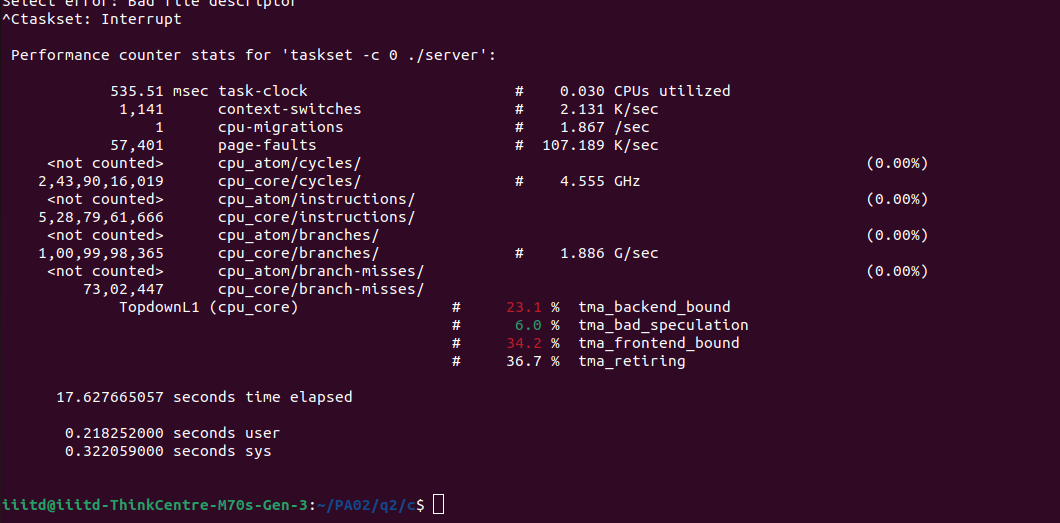 Select error: Bad file descriptor
^Ctaskset: Interrupt
Performance counter stats for 'taskset -c 0 ./server':
535.51 msec task-clock # 0.030 CPUs utilized
1,141 context-switches # 2.131 K/sec
1 cpu-migrations # 1.867 /sec
57,401 page-faults # 107.189 K/sec
<not counted> cpu_atom/cycles/ (0.00%)
2,43,90,16,019 cpu_core/cycles/ # 4.555 GHz
<not counted> cpu_atom/instructions/ (0.00%)
5,28,79,61,666 cpu_core/instructions/
<not counted> cpu_atom/branches/ (0.00%)
1,00,99,98,365 cpu_core/branches/ # 1.886 G/sec
<not counted> cpu_atom/branch-misses/ (0.00%)
73,02,447 cpu_core/branch-misses/
TopdownL1 (cpu_core) # 23.1 % tma_backend_bound
# 6.0 % tma_bad_speculation
# 34.2 % tma_frontend_bound
# 36.7 % tma_retiring
17.627665057 seconds time elapsed
0.218252000 seconds user
0.322059000 seconds sys
iiitd@iiitd-ThinkCentre-M70s-Gen-3:~/PA02/q2/c$